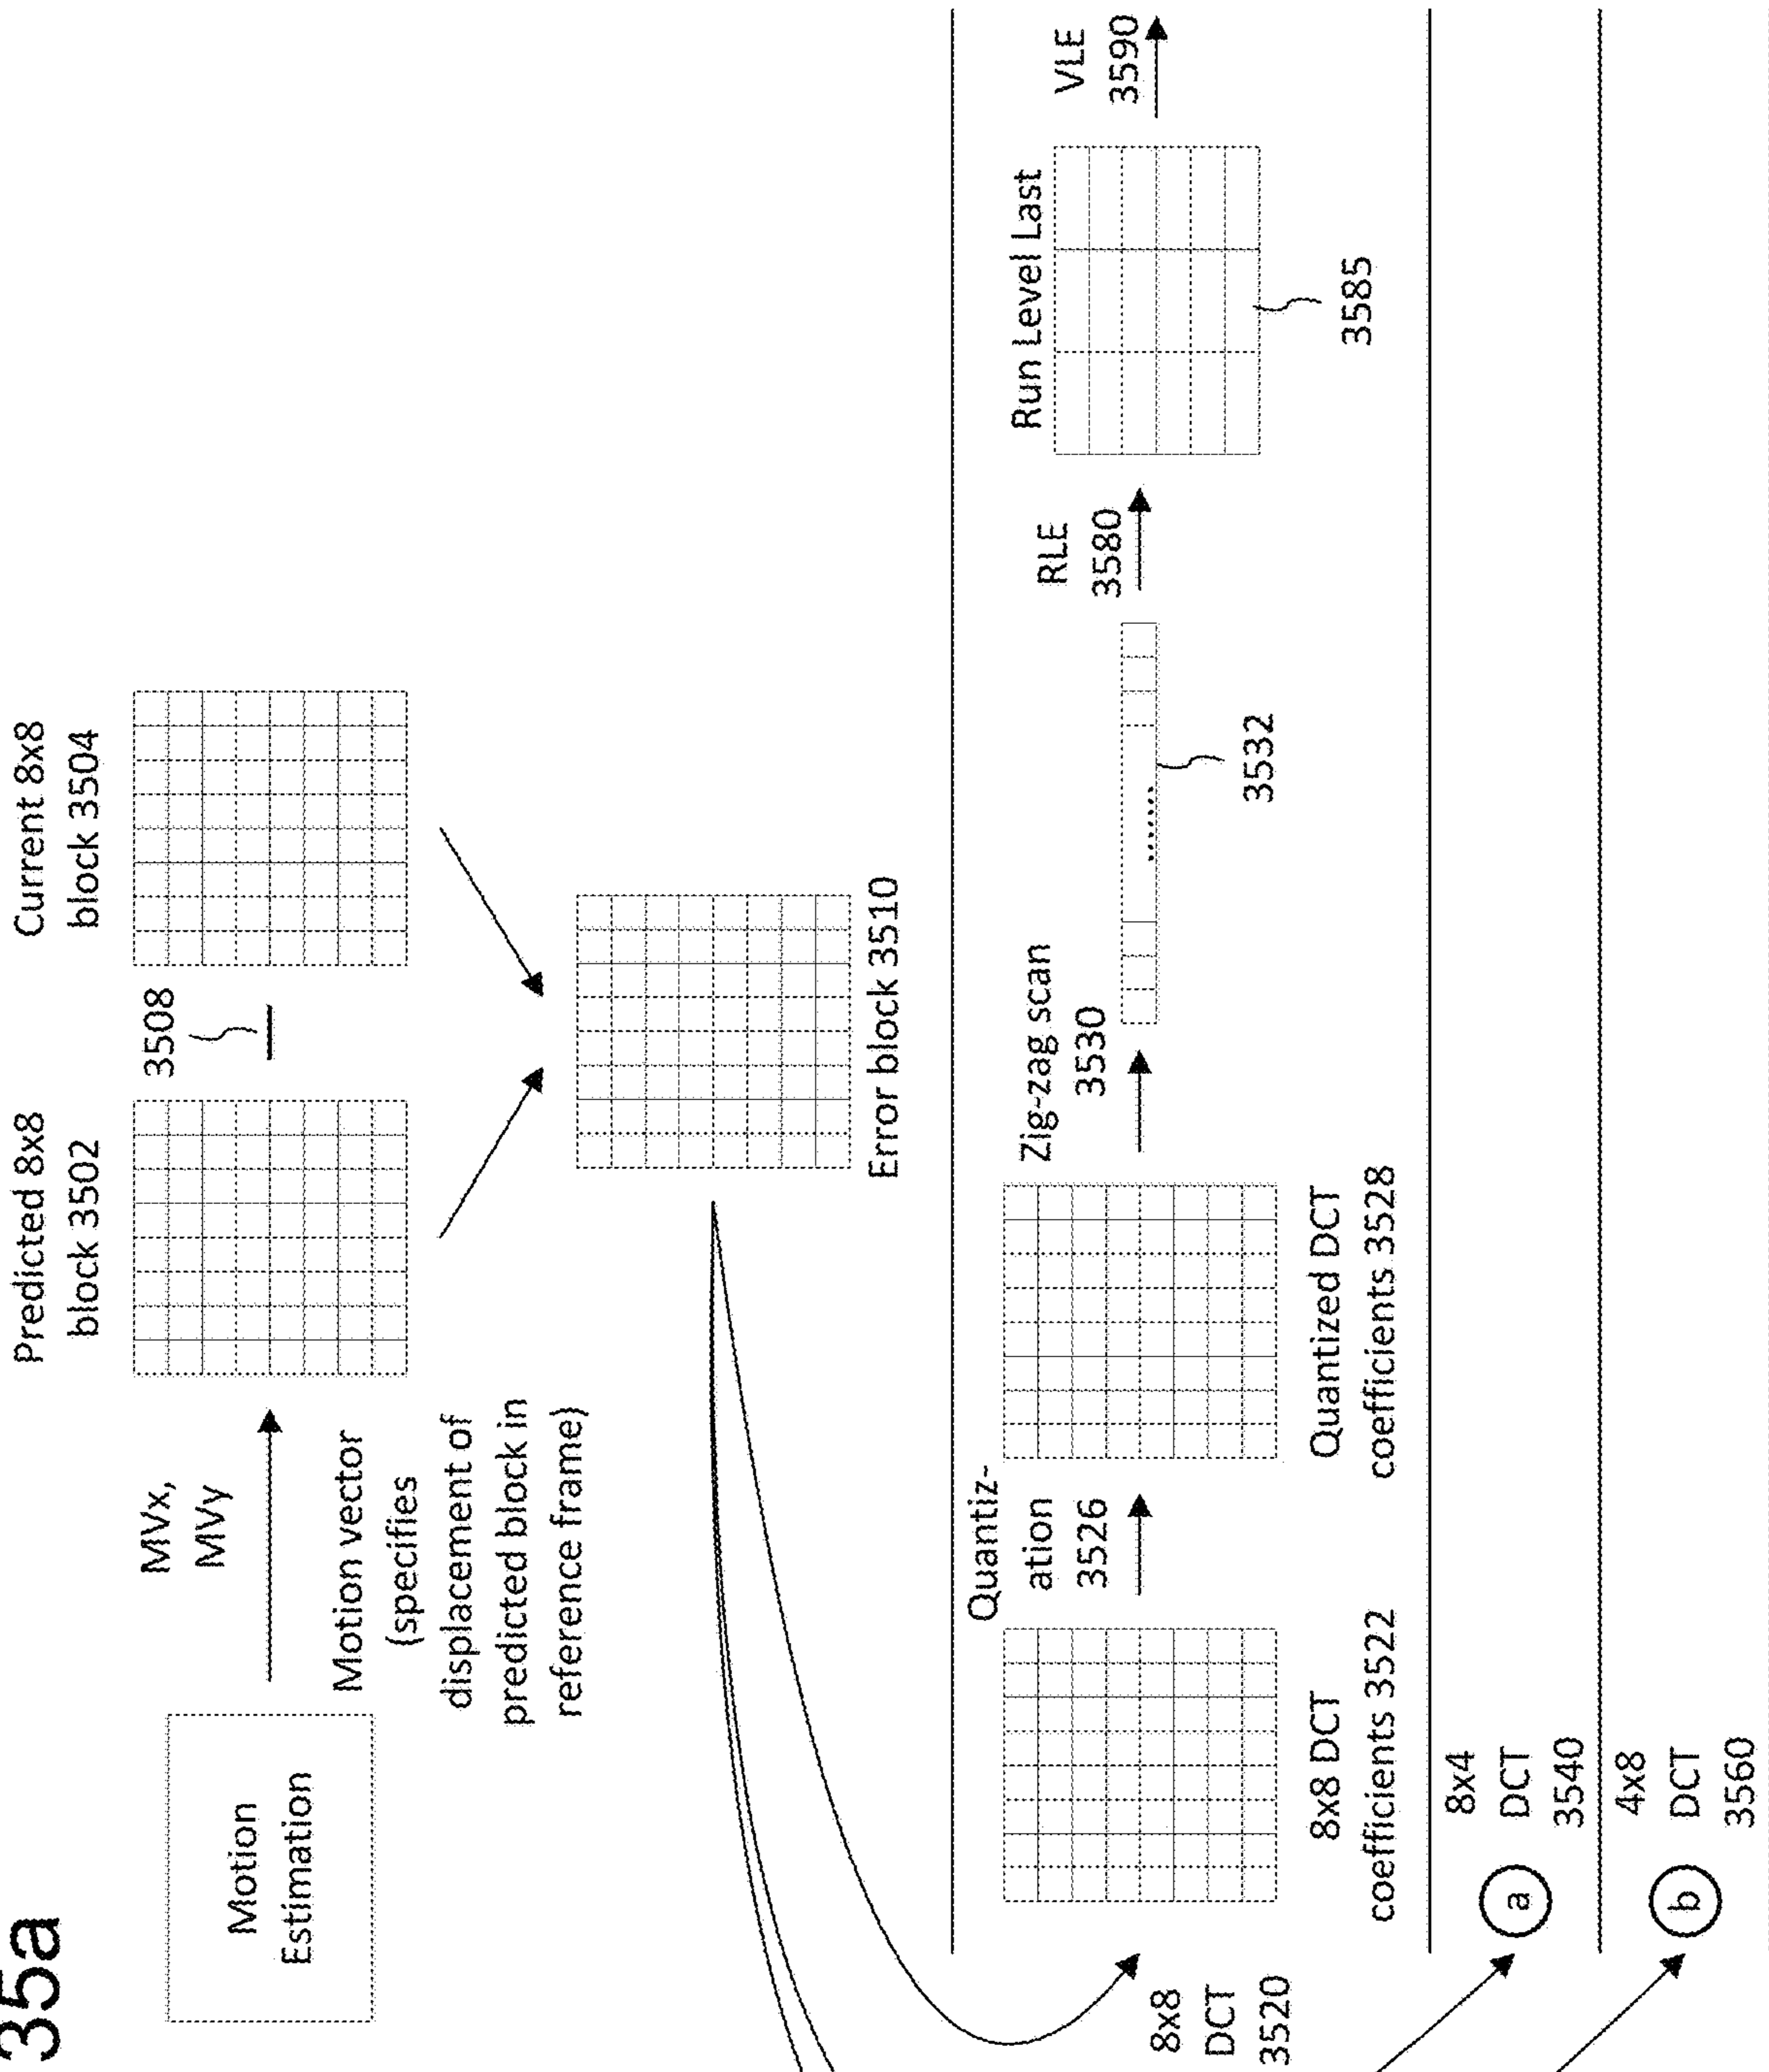 35a
Motion
Estimation
MVx,
MVy
Motion vector
(specifies
displacement of
predicted block in
reference frame)
Predicted 8x8
block 3502
3508
Current 8x8
block 3504
Error block 3510
8x8
DCT
3520
8x8 DCT
coefficients 3522
Quantiz-
ation
3526
Quantized DCT
coefficients 3528
Zig-zag scan
3530
3532
RLE
3580
Run Level Last
3585
VLE
3590
a
8x4
DCT
3540
b
4x8
DCT
3560